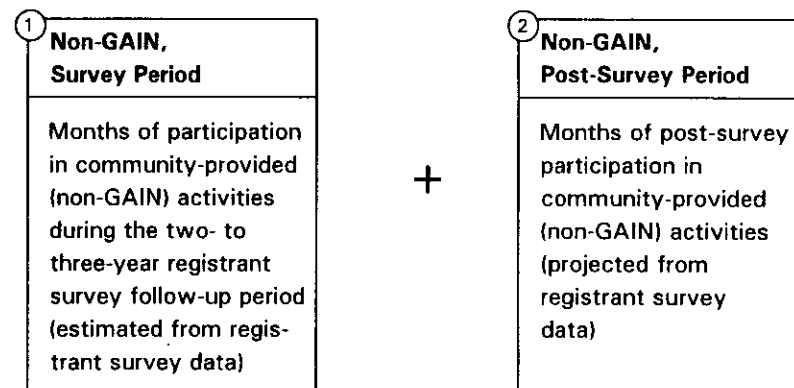 1
Non-GAIN,
Survey Period
Months of participation
in community-provided
(non-GAIN) activities
during the two- to
three-year registrant
survey follow-up period
(estimated from regis-
trant survey data)
+
2
Non-GAIN,
Post-Survey Period
Months of post-survey
participation in
community-provided
(non-GAIN) activities
(projected from
registrant survey
data)